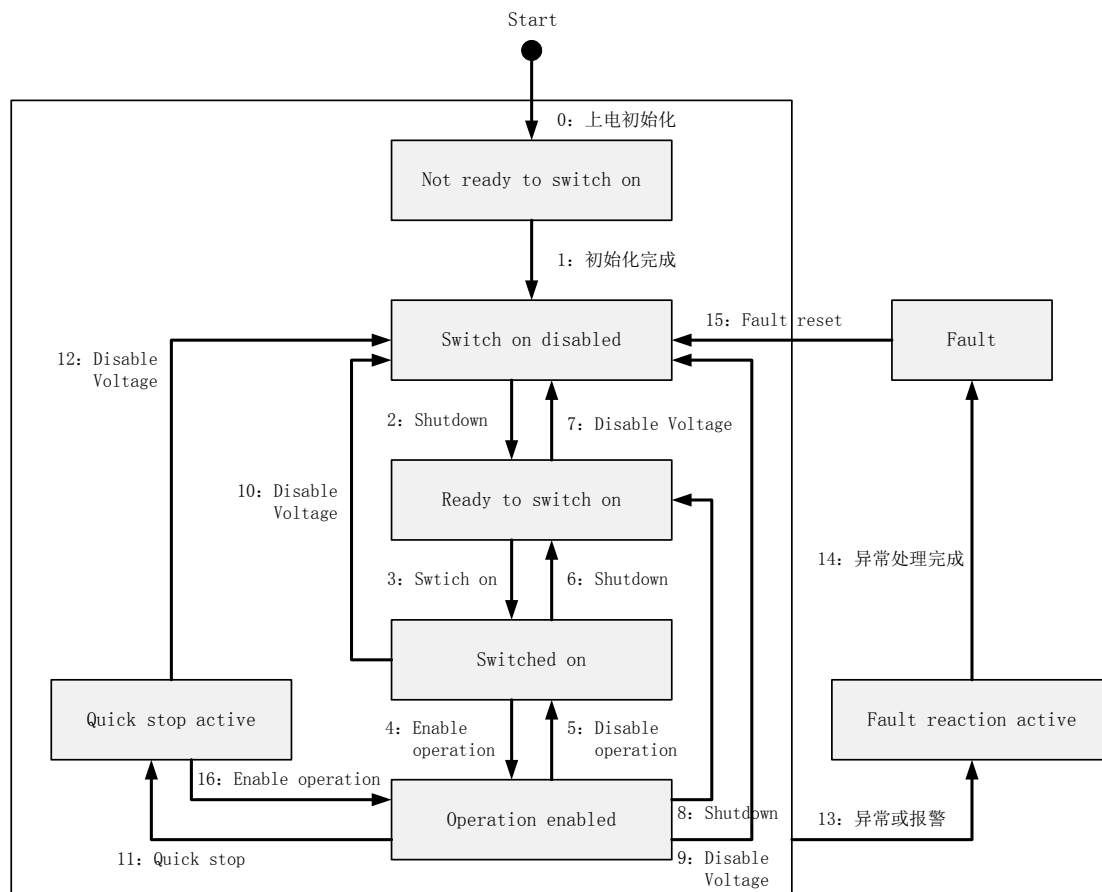 Start
0: 上电初始化
Not ready to switch on
1: 初始化完成
15: Fault reset
Switch on disabled
Fault
12: Disable
Voltage
2: Shutdown
7: Disable Voltage
10: Disable
Voltage
Ready to switch on
14: 异常处理完成
3: Swtich on
6: Shutdown
Switched on
Quick stop active
Fault reaction active
4: Enable
operation
5: Disable
operation
16: Enable operation
Operation enabled
8: Shutdown
13: 异常或报警
11: Quick stop
9: Disable
Voltage